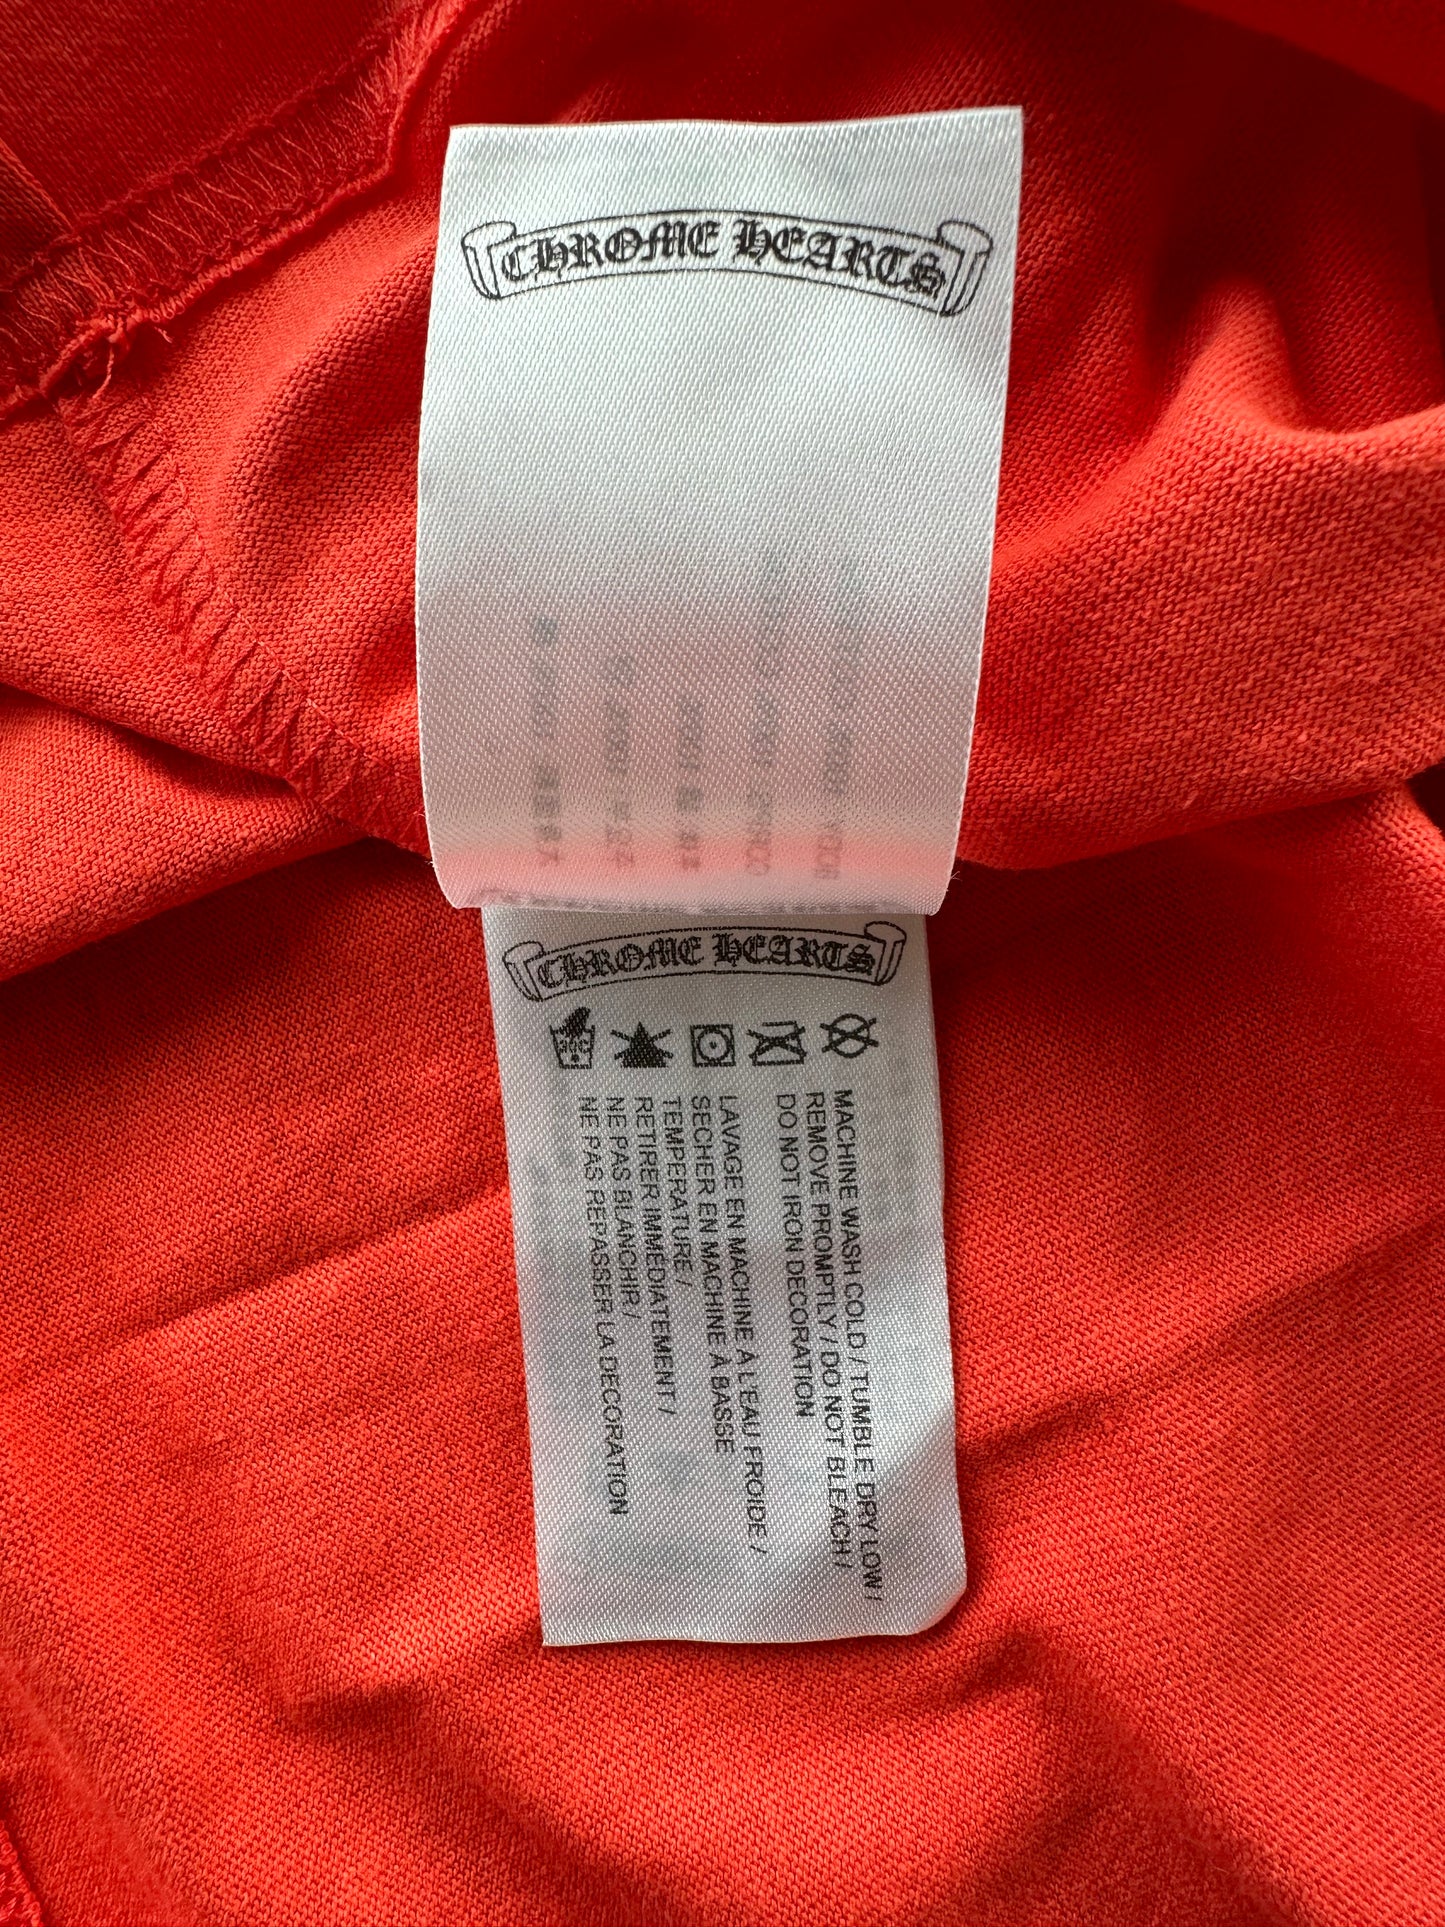 CHROME HEARTS
CHROME HEARTS
MACHINE WASH COLD / TUMBLE DRY LOW /
REMOVE PROMPTLY / DO NOT BLEACH /
DO NOT IRON DECORATION
LAVAGE EN MACHINE A L'EAU FROIDE /
SECHER EN MACHINE À BASSE
TEMPERATURE /
RETIRER IMMÉDIATEMENT /
NE PAS BLANCHIR /
NE PAS REPASSER LA DECORATION